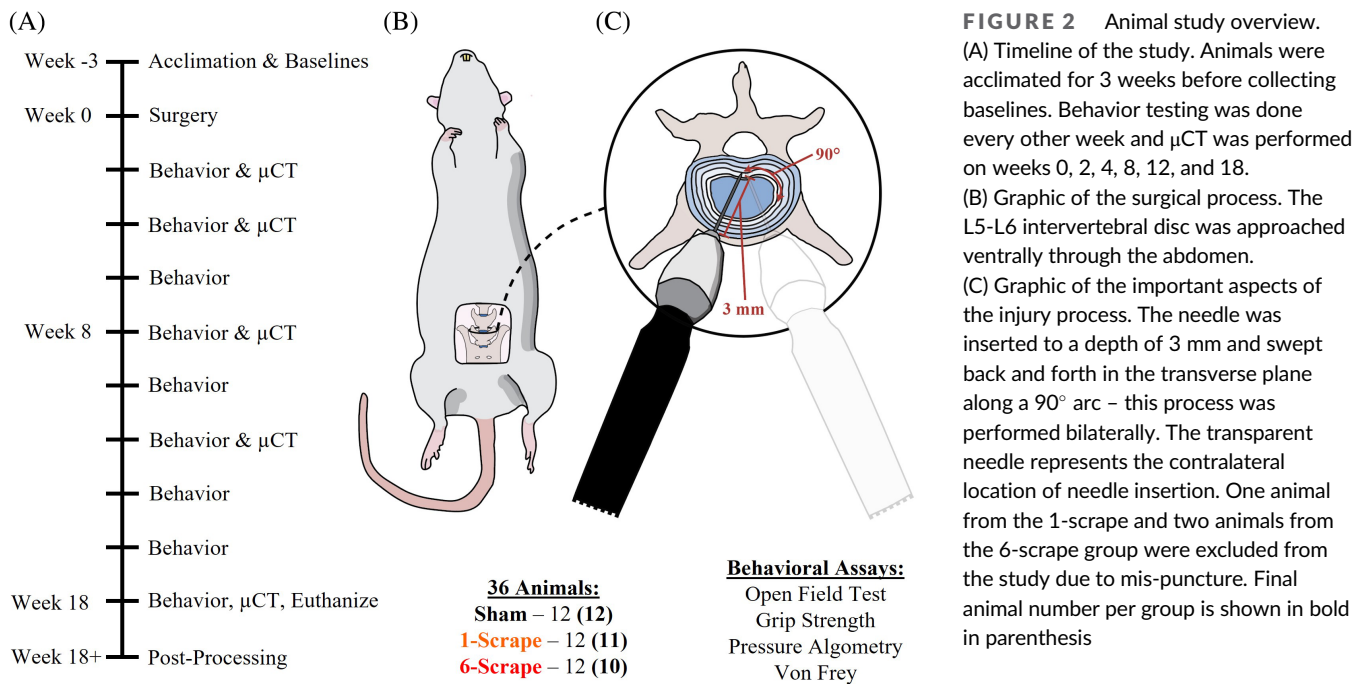 (A)
Week -3 Acclimation & Baselines
Week 0 Surgery
Behavior & µCT
Behavior & µCT
Behavior
Week 8 Behavior & µCT
Behavior
Behavior & µCT
Behavior
Behavior
Week 18 Behavior, µCT, Euthanize
Week 18+ Post-Processing
(B)
36 Animals:
Sham – 12 (12)
1-Scrape – 12 (11)
6-Scrape – 12 (10)
(C)
90°
3 mm
Behavioral Assays:
Open Field Test
Grip Strength
Pressure Algometry
Von Frey
FIGURE 2 Animal study overview.
(A) Timeline of the study. Animals were
acclimated for 3 weeks before collecting
baselines. Behavior testing was done
every other week and μCT was performed
on weeks 0, 2, 4, 8, 12, and 18.
(B) Graphic of the surgical process. The
L5-L6 intervertebral disc was approached
ventrally through the abdomen.
(C) Graphic of the important aspects of
the injury process. The needle was
inserted to a depth of 3 mm and swept
back and forth in the transverse plane
along a 90° arc – this process was
performed bilaterally. The transparent
needle represents the contralateral
location of needle insertion. One animal
from the 1-scrape and two animals from
the 6-scrape group were excluded from
the study due to mis-puncture. Final
animal number per group is shown in bold
in parenthesis